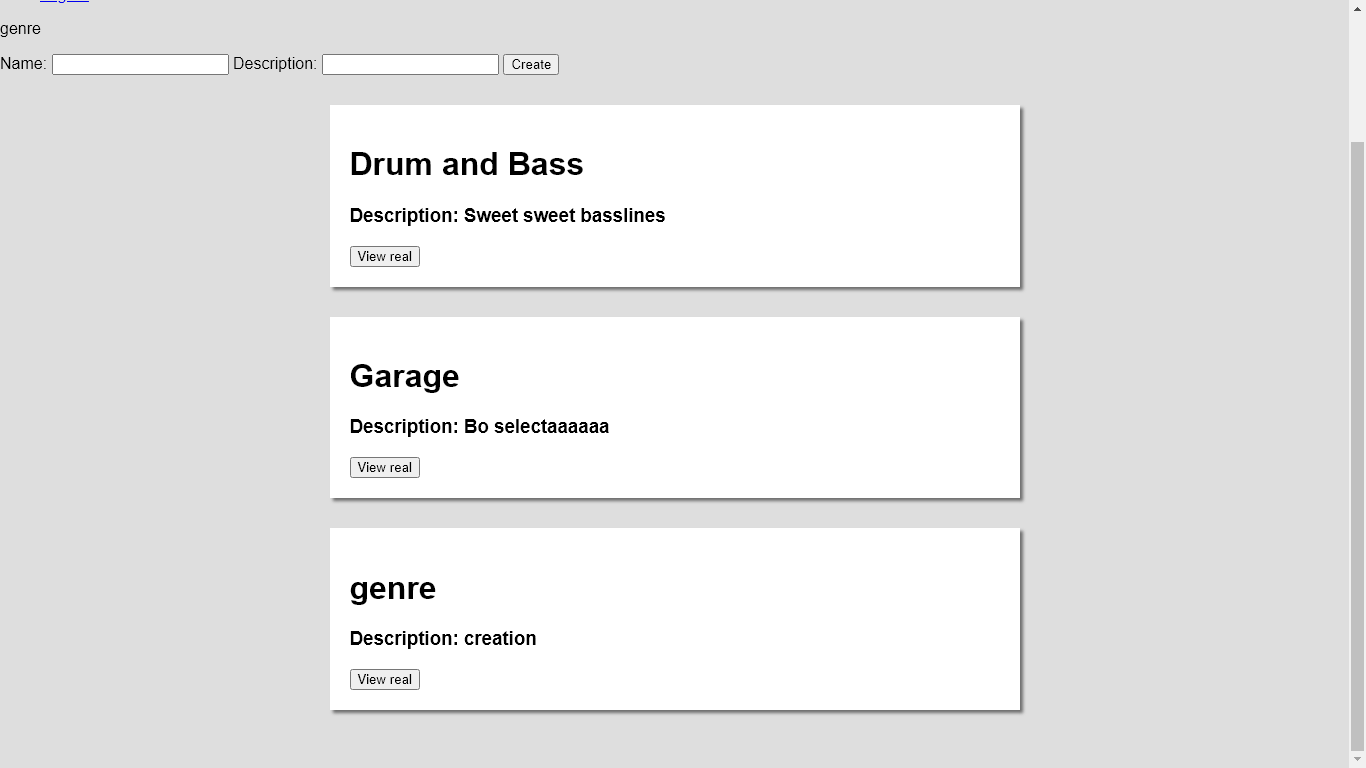 genre
Name: Description: Create
Drum and Bass
Description: Sweet sweet basslines
View real
Garage
Description: Bo selectaaaaaa
View real
genre
Description: creation
View real